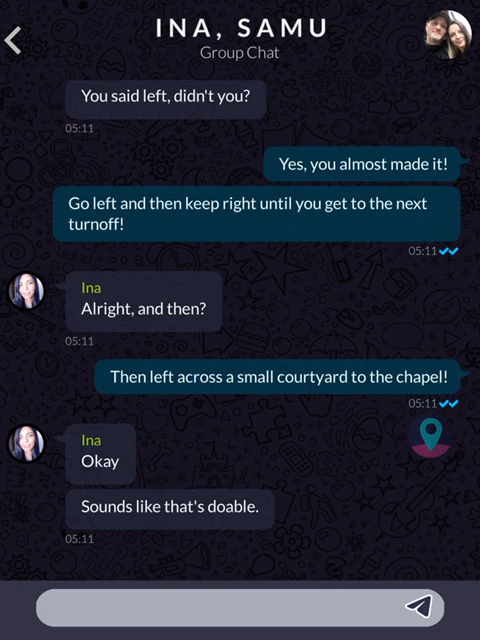 INA, SAMU
Group Chat
You said left, didn't you?
05:11
Yes, you almost made it!
Go left and then keep right until you get to the next
turnoff!
05:11
Ina
Alright, and then?
05:11
Then left across a small courtyard to the chapel!
05:11
Ina
Okay
Sounds like that's doable.
05:11